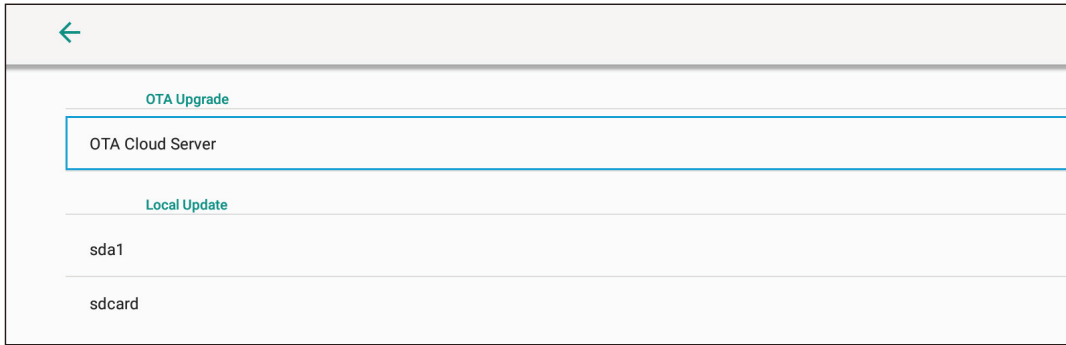 OTA Upgrade
OTA Cloud Server
Local Update
sda1
sdcard